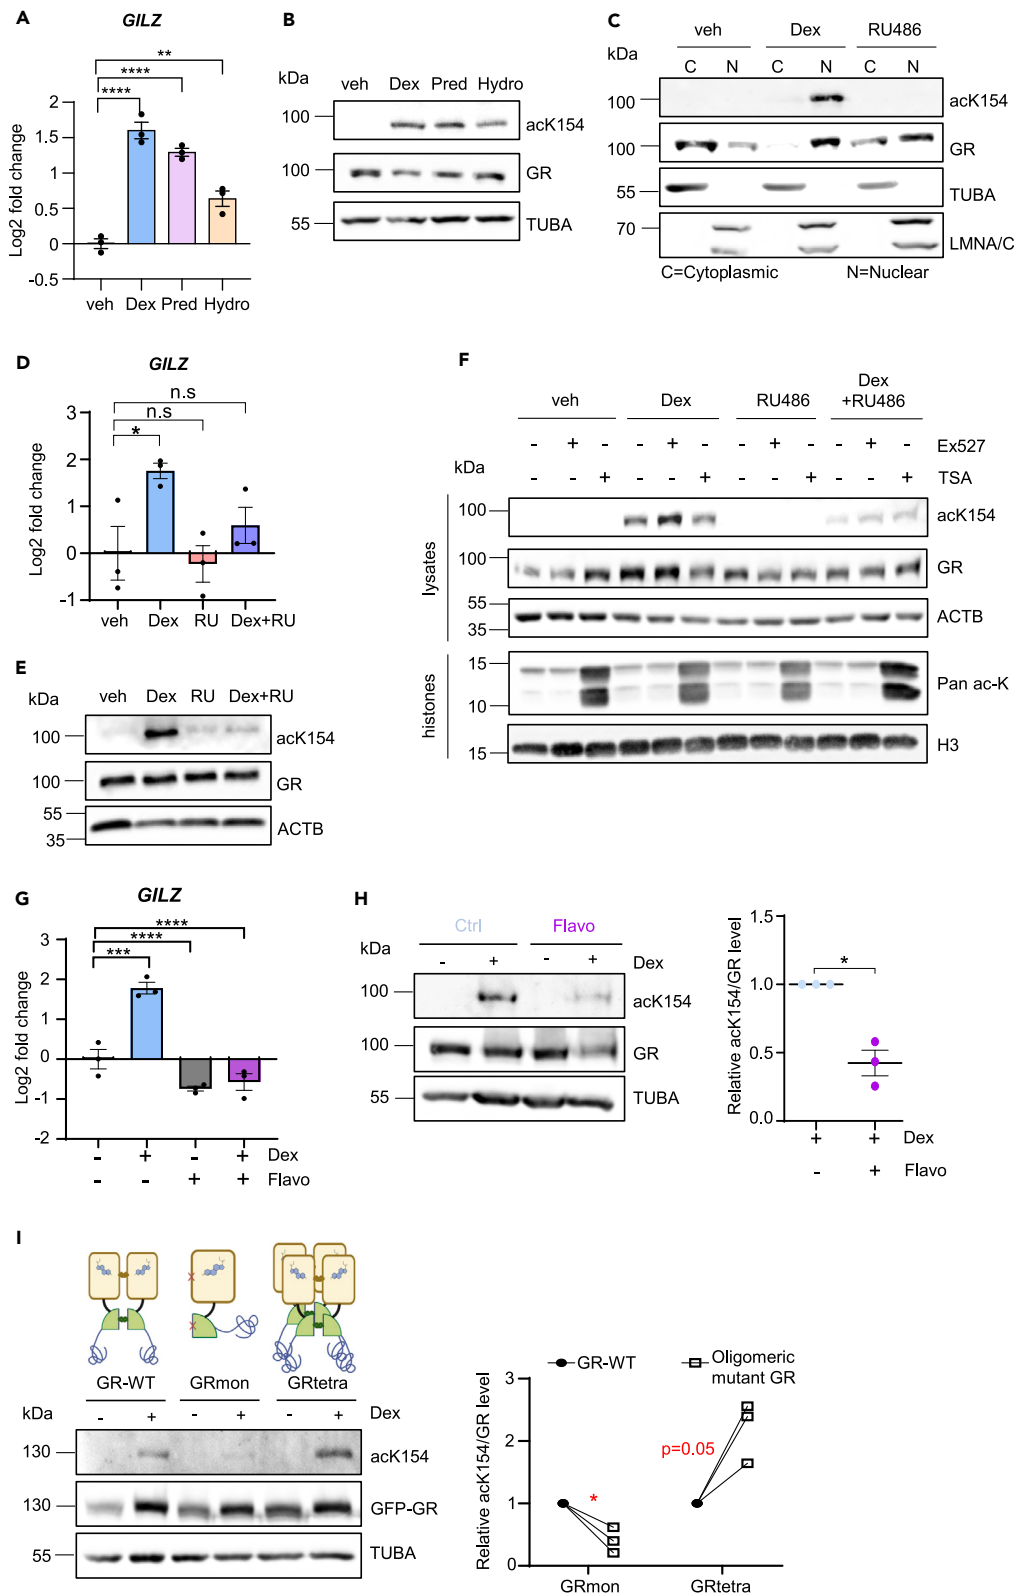 A
GILZ
**
****
****
Log2 fold change
2
1.5
1
0.5
0
-0.5
veh Dex Pred Hydro
B
kDa
veh Dex Pred Hydro
100
acK154
100
GR
55
TUBA
C
veh Dex RU486
kDa
C N C N C N
100
acK154
100
GR
55
TUBA
70
LMNA/C
C=Cytoplasmic N=Nuclear
D
GILZ
n.s
n.s
*
Log2 fold change
3
2
1
0
-1
veh Dex RU Dex+RU
E
kDa
veh Dex RU Dex+RU
100
acK154
100
GR
55
35
ACTB
F
veh Dex RU486 Dex +RU486
- + - + - + - + Ex527
kDa
- - + - - + - - + - - + TSA
lysates
100
acK154
100
GR
55
35
ACTB
histones
15
10
Pan ac-K
15
H3
G
GILZ
****
****
***
Log2 fold change
3
2
1
0
-1
-2
- + - + Dex
- - + + Flavo
H
Ctrl Flavo
kDa
- + - + Dex
100
acK154
100
GR
55
TUBA
Relative acK154/GR level
1.5
1.0
0.5
0.0
*
+ + Dex
- + Flavo
I
GR-WT GRmon GRtetra
kDa
- + - + - + Dex
130
acK154
130
GFP-GR
55
TUBA
Relative acK154/GR level
GR-WT
Oligomeric
mutant GR
3
2
1
0
*
p=0.05
GRmon GRtetra